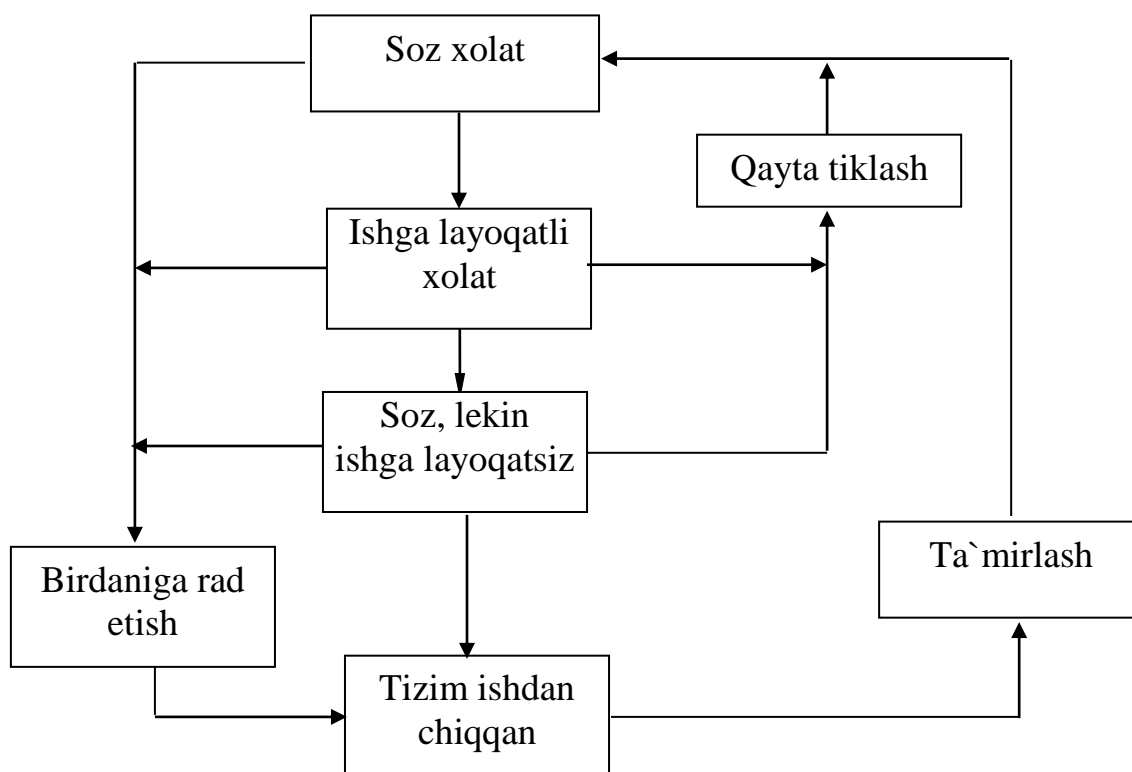 Soz xolat
Qayta tiklash
Ishga layoqatli
xolat
Soz, lekin
ishga layoqatsiz
Birdaniga rad
etish
Ta`mirlash
Tizim ishdan
chiqqan